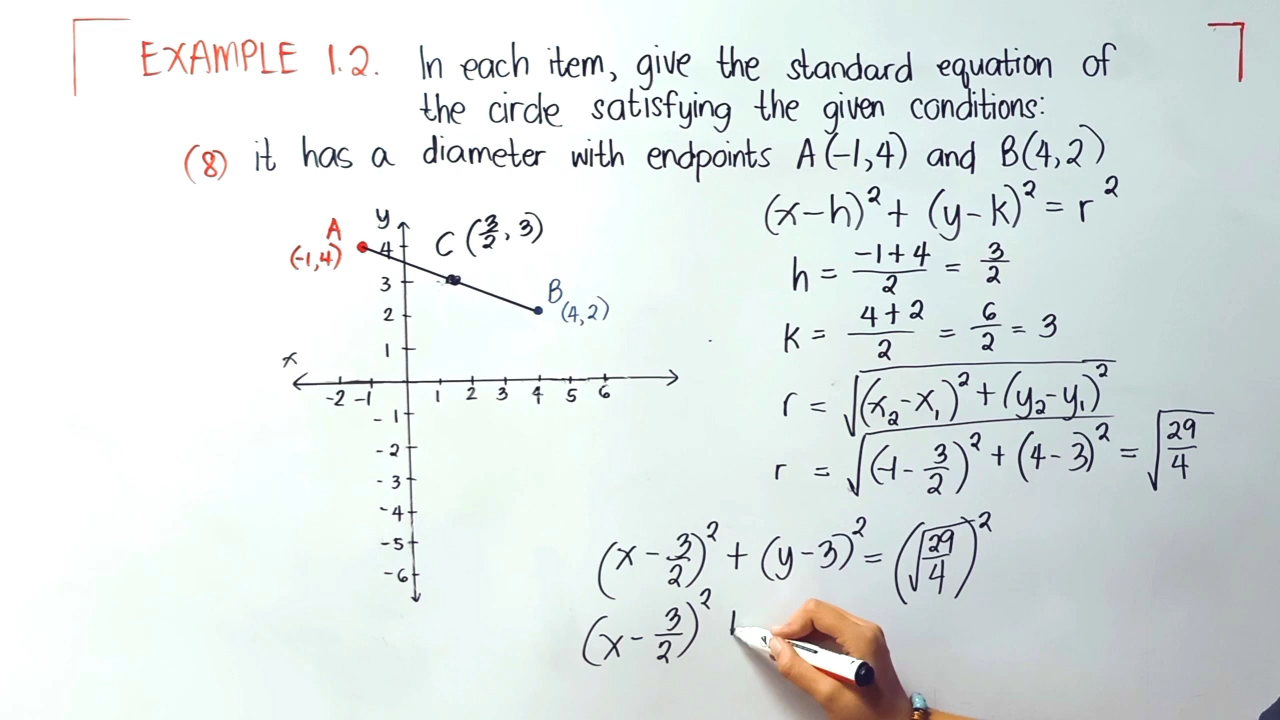 EXAMPLE 1.2. In each item, give the standard equation of
the circle satisfying the given conditions:
(8) it has a diameter with endpoints A(-1,4) and B(4,2)
(x-h)² + (y-k)² = r²
h = (-1+4)/2 = 3/2
k = (4+2)/2 = 6/2 = 3
r = √((x₂-x₁)² + (y₂-y₁)²)
r = √((-1-3/2)² + (4-3)²) = √(29/4)
(x-3/2)² + (y-3)² = (√(29/4))²
(x-3/2)²
A
(-1,4)
y
C (3/2, 3)
B
(4,2)
x
4
3
2
1
-2 -1 1 2 3 4 5 6
-1
-2
-3
-4
-5
-6